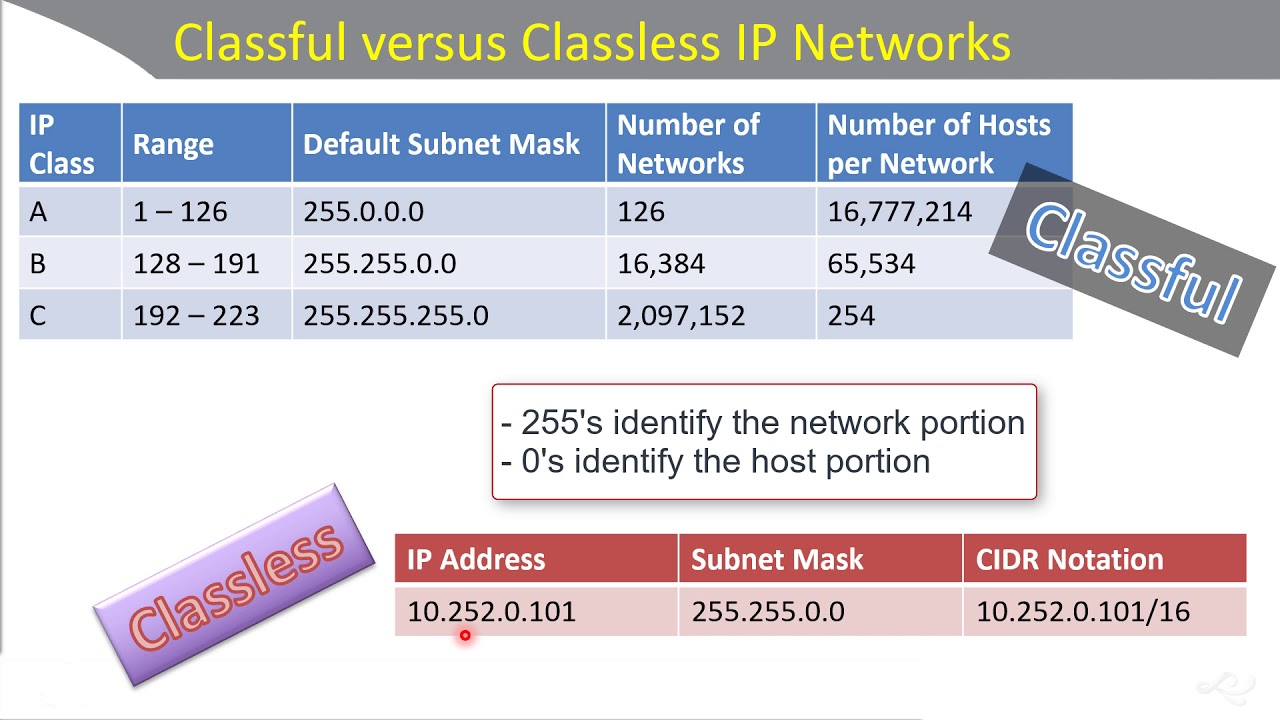 Classful versus Classless IP Networks
IP Class Range Default Subnet Mask Number of Networks Number of Hosts per Network
A 1 – 126 255.0.0.0 126 16,777,214
B 128 – 191 255.255.0.0 16,384 65,534
C 192 – 223 255.255.255.0 2,097,152 254
Classful
- 255's identify the network portion
- 0's identify the host portion
Classless
IP Address Subnet Mask CIDR Notation
10.252.0.101 255.255.0.0 10.252.0.101/16